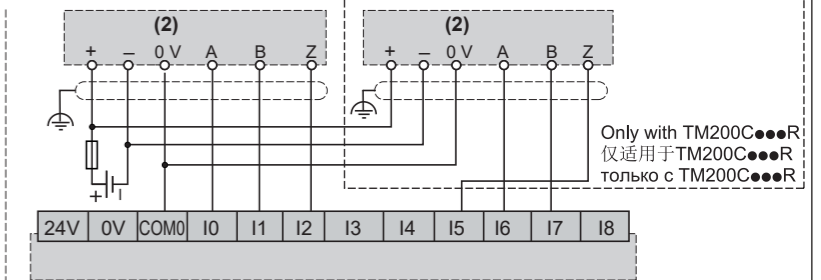 (2) (2)
+ – 0 V A B Z + – 0 V A B Z
Only with TM200C●●●R
仅适用于TM200C●●●R
только с TM200C●●●R
+
24V 0V COM0 I0 I1 I2 I3 I4 I5 I6 I7 I8